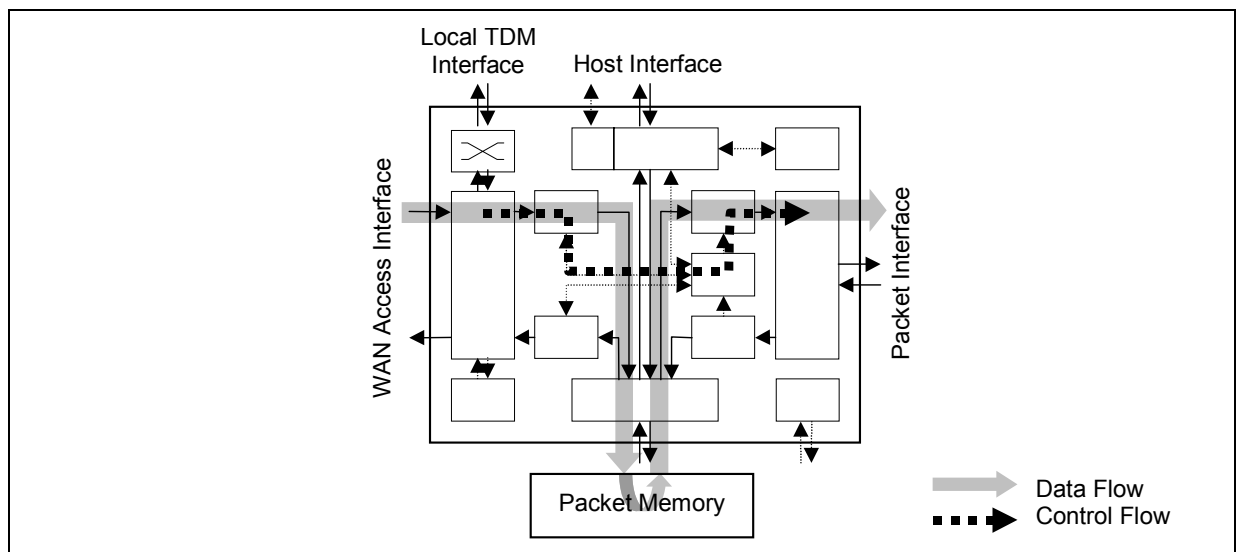 Local TDM
Interface
Host Interface
WAN Access Interface
Packet Interface
Packet Memory
Data Flow
Control Flow